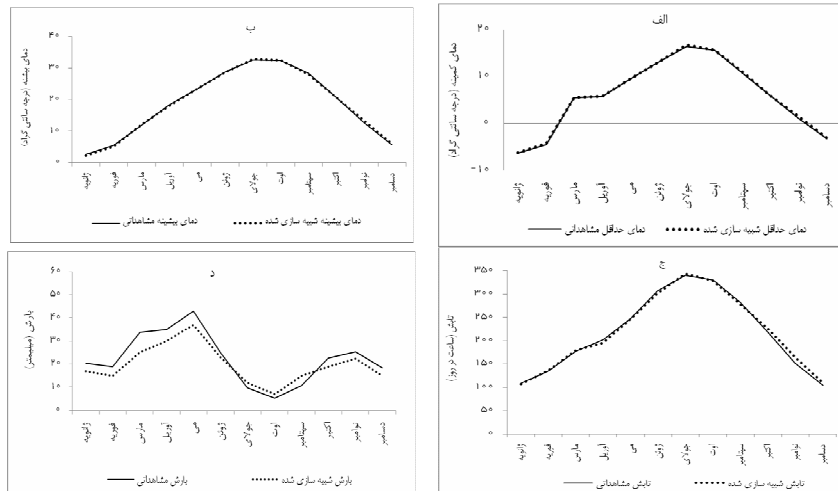 الف
دمای کمینه (درجه سانتی گراد)
۲۰
۱۰
۰
-۱۰
ژانویه
فوریه
مارس
آوریل
می
ژوئن
جولای
اوت
سپتامبر
اکتبر
نوامبر
دسامبر
دمای حداقل مشاهداتی
دمای حداقل شبیه سازی شده
ب
دمای بیشنه (درجه سانتی گراد)
۴۰
۳۰
۲۰
۱۰
۰
ژانویه
فوریه
مارس
آوریل
می
ژوئن
جولای
اوت
سپتامبر
اکتبر
نوامبر
دسامبر
دمای بیشینه مشاهداتی
دمای بیشینه شبیه سازی شده
ج
تابش (ساعت در روز)
۳۵۰
۳۰۰
۲۵۰
۲۰۰
۱۵۰
۱۰۰
۵۰
۰
ژانویه
فوریه
مارس
آوریل
می
ژوئن
جولای
اوت
سپتامبر
اکتبر
نوامبر
دسامبر
تابش مشاهداتی
تابش شبیه سازی شده
د
بارش (میلیمتر)
۶۰
۵۰
۴۰
۳۰
۲۰
۱۰
۰
ژانویه
فوریه
مارس
آوریل
می
ژوئن
جولای
اوت
سپتامبر
اکتبر
نوامبر
دسامبر
بارش مشاهداتی
بارش شبیه سازی شده